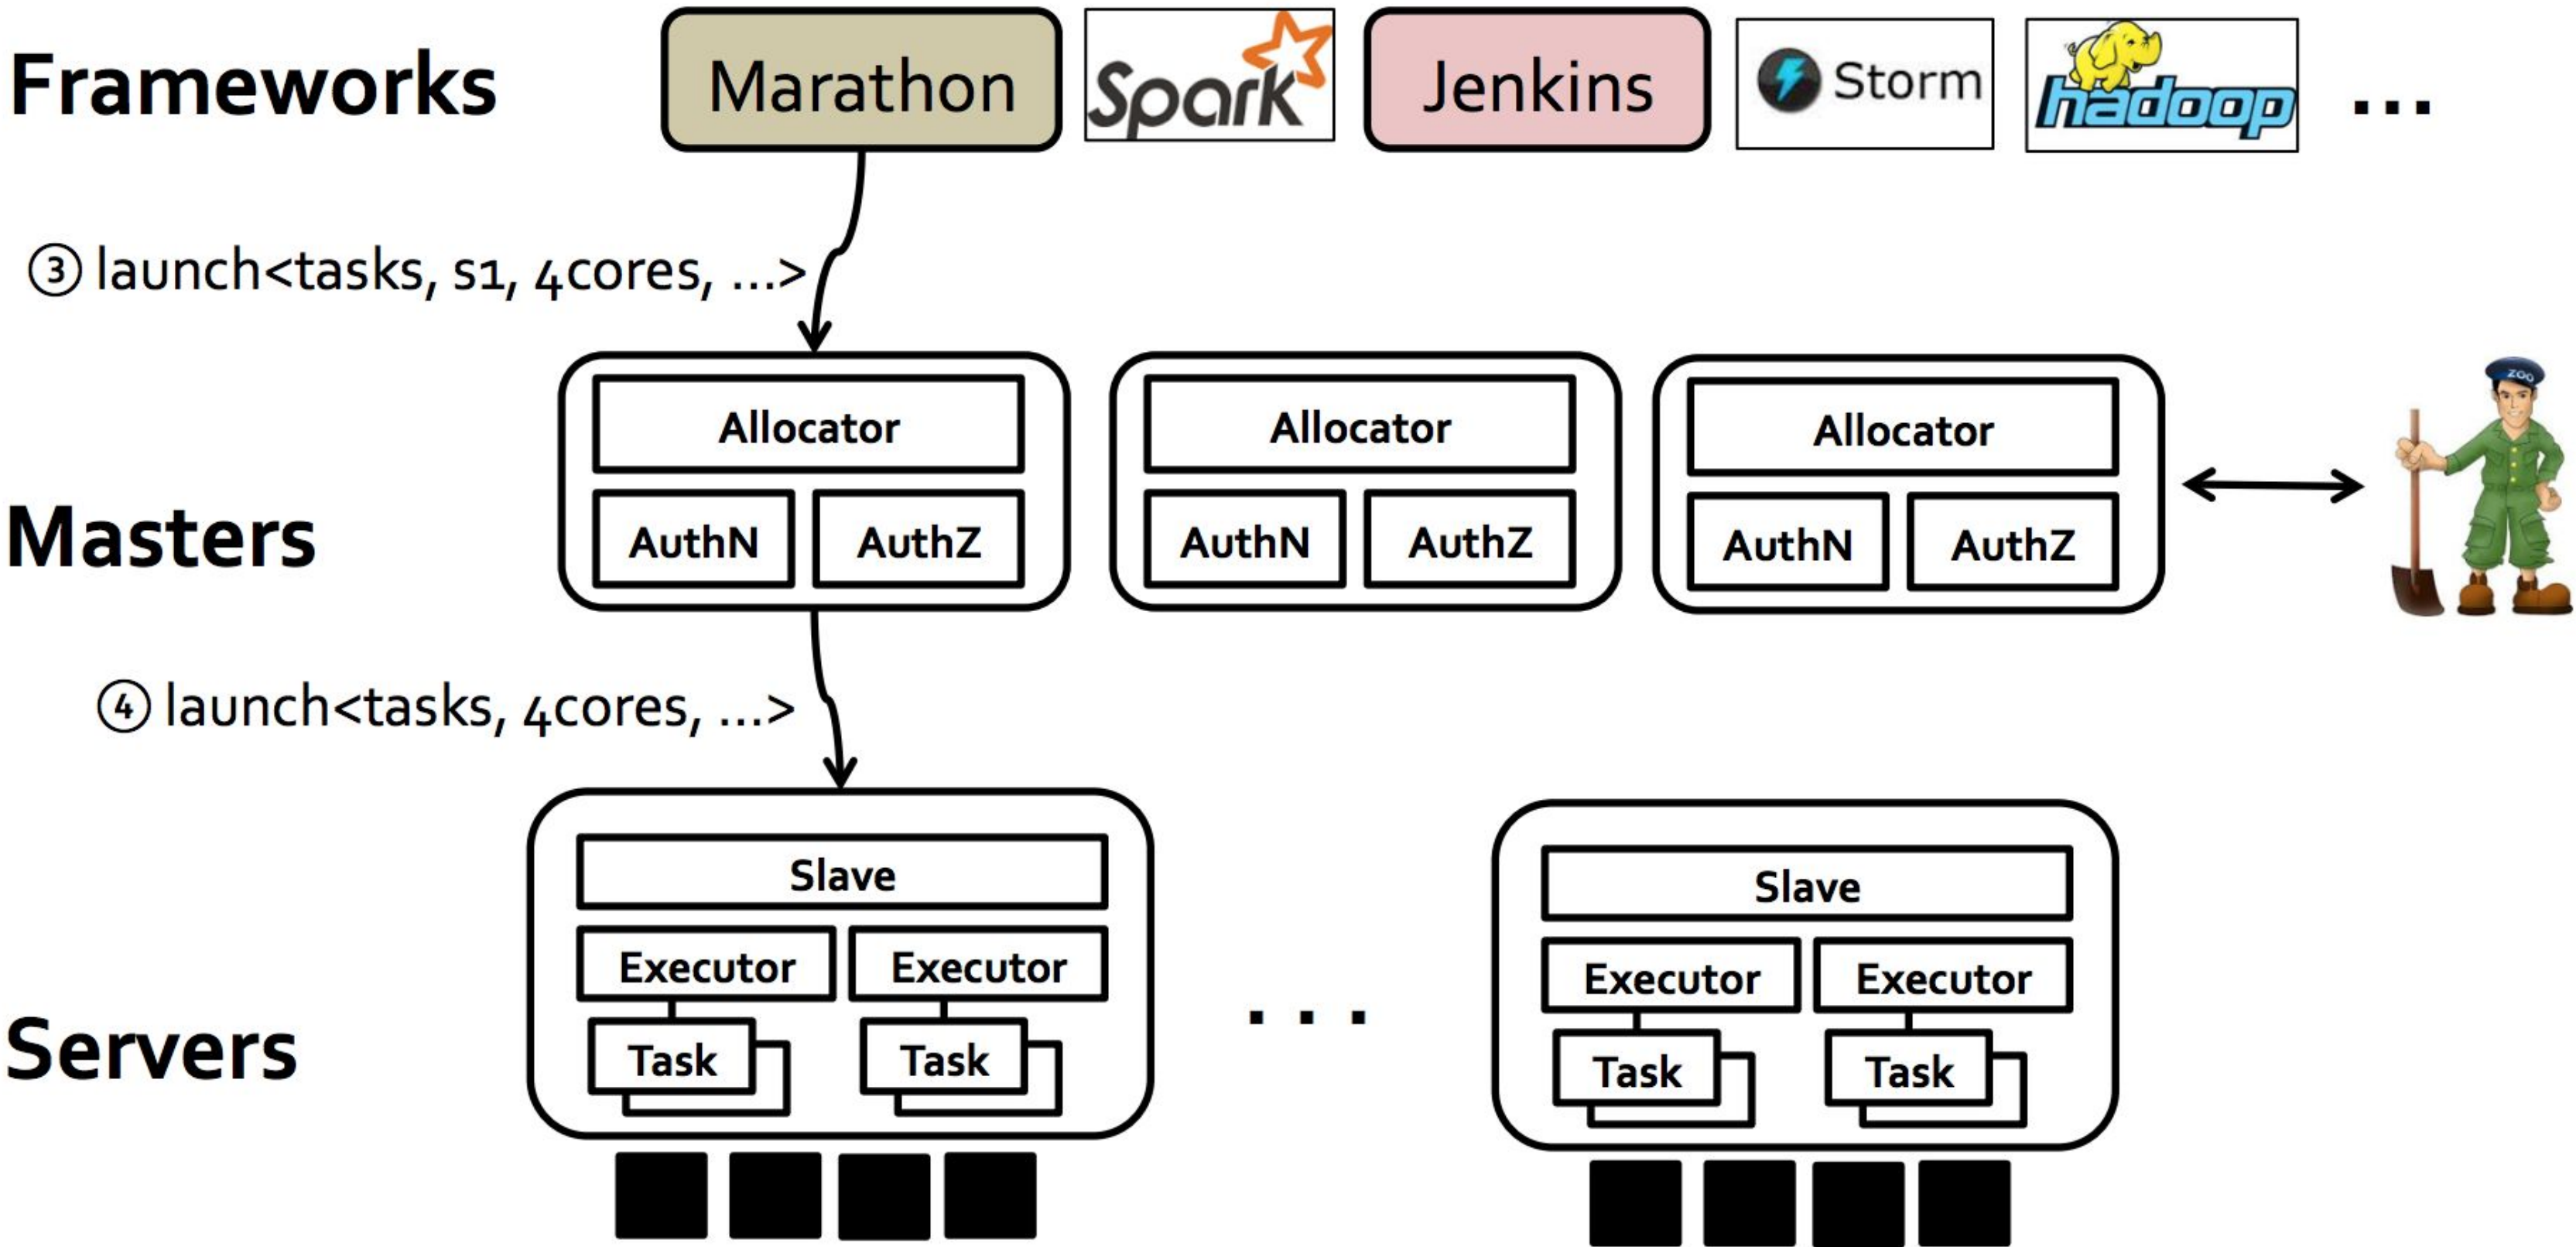 Frameworks
Marathon
Spark
Jenkins
Storm
hadoop
...
③ launch<tasks, s1, 4cores, ...>
Masters
Allocator
AuthN
AuthZ
Allocator
AuthN
AuthZ
Allocator
AuthN
AuthZ
ZOO
④ launch<tasks, 4cores, ...>
Servers
Slave
Executor
Executor
Task
Task
...
Slave
Executor
Executor
Task
Task